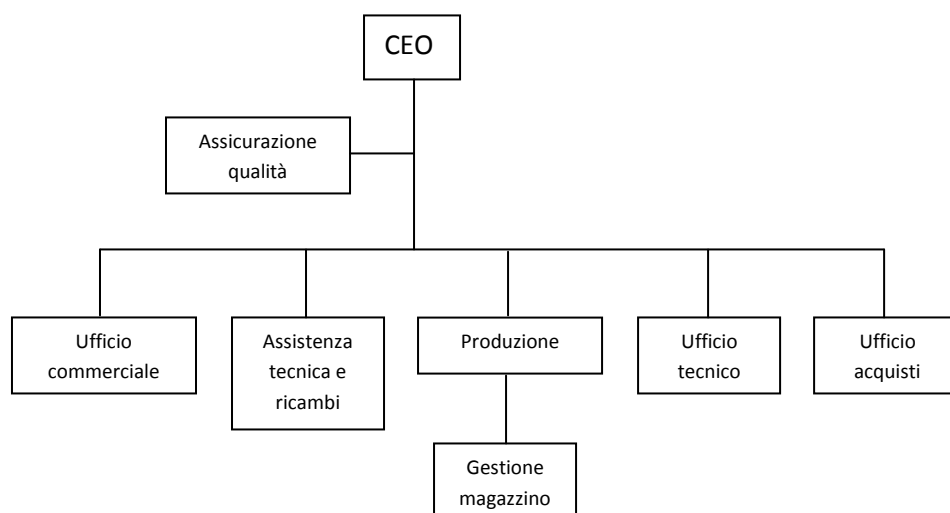 CEO
Assicurazione
qualità
Ufficio
commerciale
Assistenza
tecnica e
ricambi
Produzione
Ufficio
tecnico
Ufficio
acquisti
Gestione
magazzino